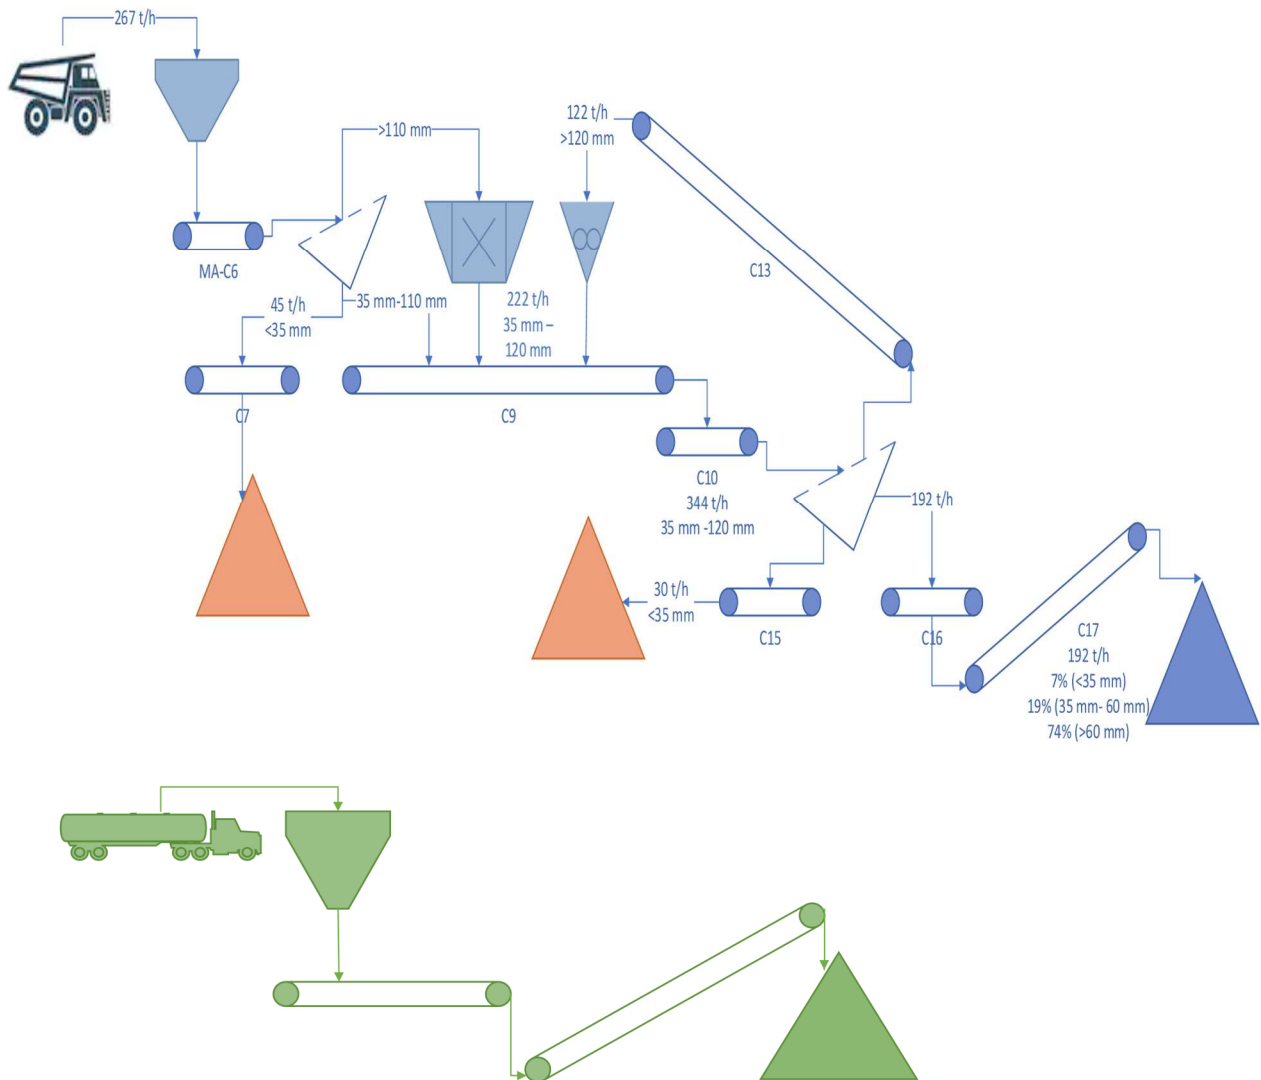 267 t/h
>110 mm
122 t/h
>120 mm
MA-C6
C13
45 t/h
<35 mm
35 mm-110 mm
222 t/h
35 mm –
120 mm
C7
C9
C10
344 t/h
35 mm -120 mm
192 t/h
30 t/h
<35 mm
C15
C16
C17
192 t/h
7% (<35 mm)
19% (35 mm- 60 mm)
74% (>60 mm)